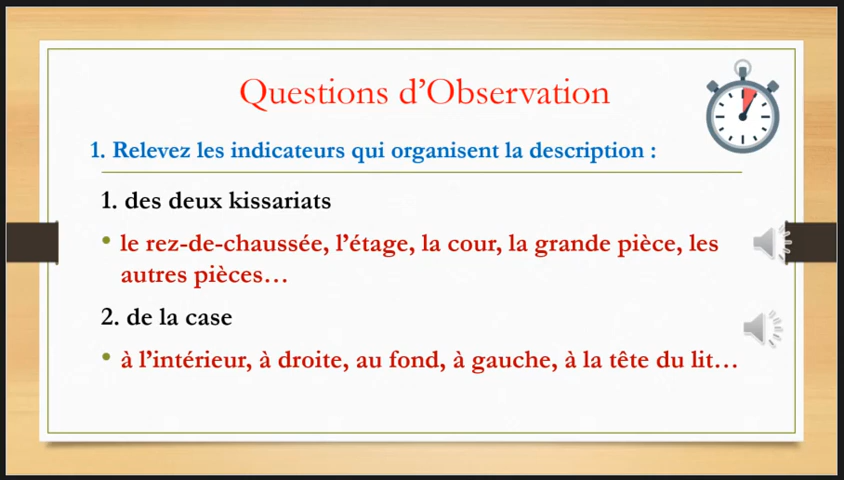 Questions d’Observation
1. Relevez les indicateurs qui organisent la description :
1. des deux kissariats
• le rez-de-chaussée, l’étage, la cour, la grande pièce, les
autres pièces…
2. de la case
• à l’intérieur, à droite, au fond, à gauche, à la tête du lit…